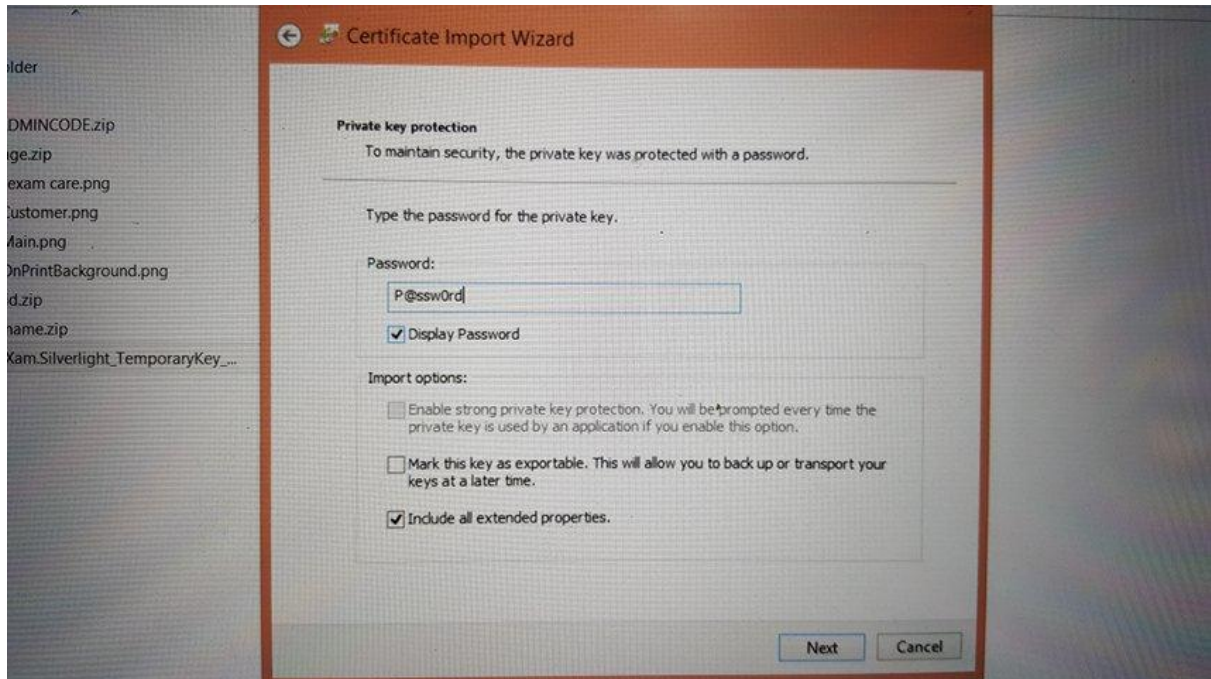 Certificate Import Wizard
older
DMINCODE.zip
ge.zip
exam care.png
Customer.png
Main.png
OnPrintBackground.png
d.zip
name.zip
Xam.Silverlight_TemporaryKey_...
Private key protection
To maintain security, the private key was protected with a password.
Type the password for the private key.
Password:
P@ssw0rd
Display Password
Import options:
Enable strong private key protection. You will be prompted every time the
private key is used by an application if you enable this option.
Mark this key as exportable. This will allow you to back up or transport your
keys at a later time.
Include all extended properties.
Next
Cancel